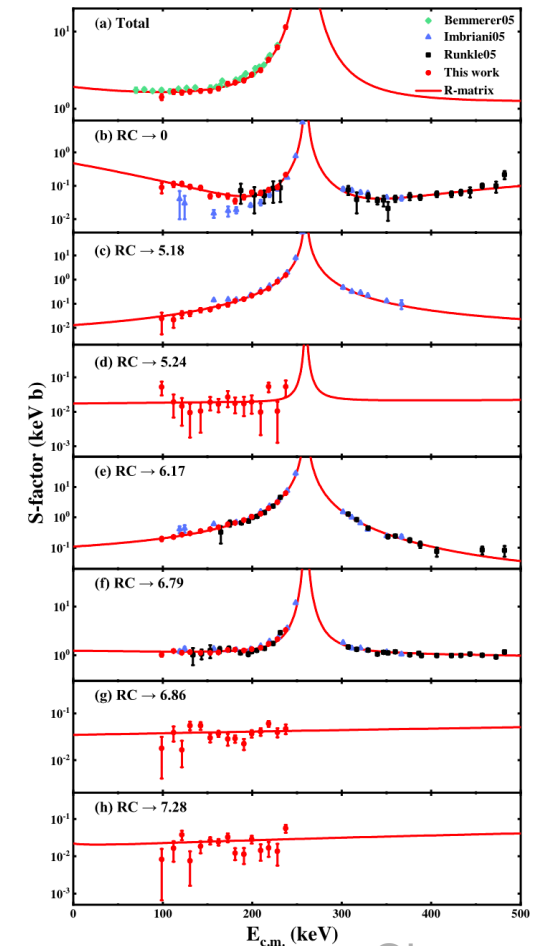 (a) Total
Bemmerer05
Imbriani05
Runkle05
This work
R-matrix
10¹
10⁰
(b) RC → 0
10⁰
10⁻¹
10⁻²
(c) RC → 5.18
10¹
10⁰
10⁻¹
10⁻²
(d) RC → 5.24
10⁻¹
10⁻²
10⁻³
(e) RC → 6.17
10¹
10⁰
10⁻¹
(f) RC → 6.79
10¹
10⁰
(g) RC → 6.86
10⁻¹
10⁻²
(h) RC → 7.28
10⁻¹
10⁻²
10⁻³
0 100 200 300 400 500
S-factor (keV b)
E_c.m. (keV)